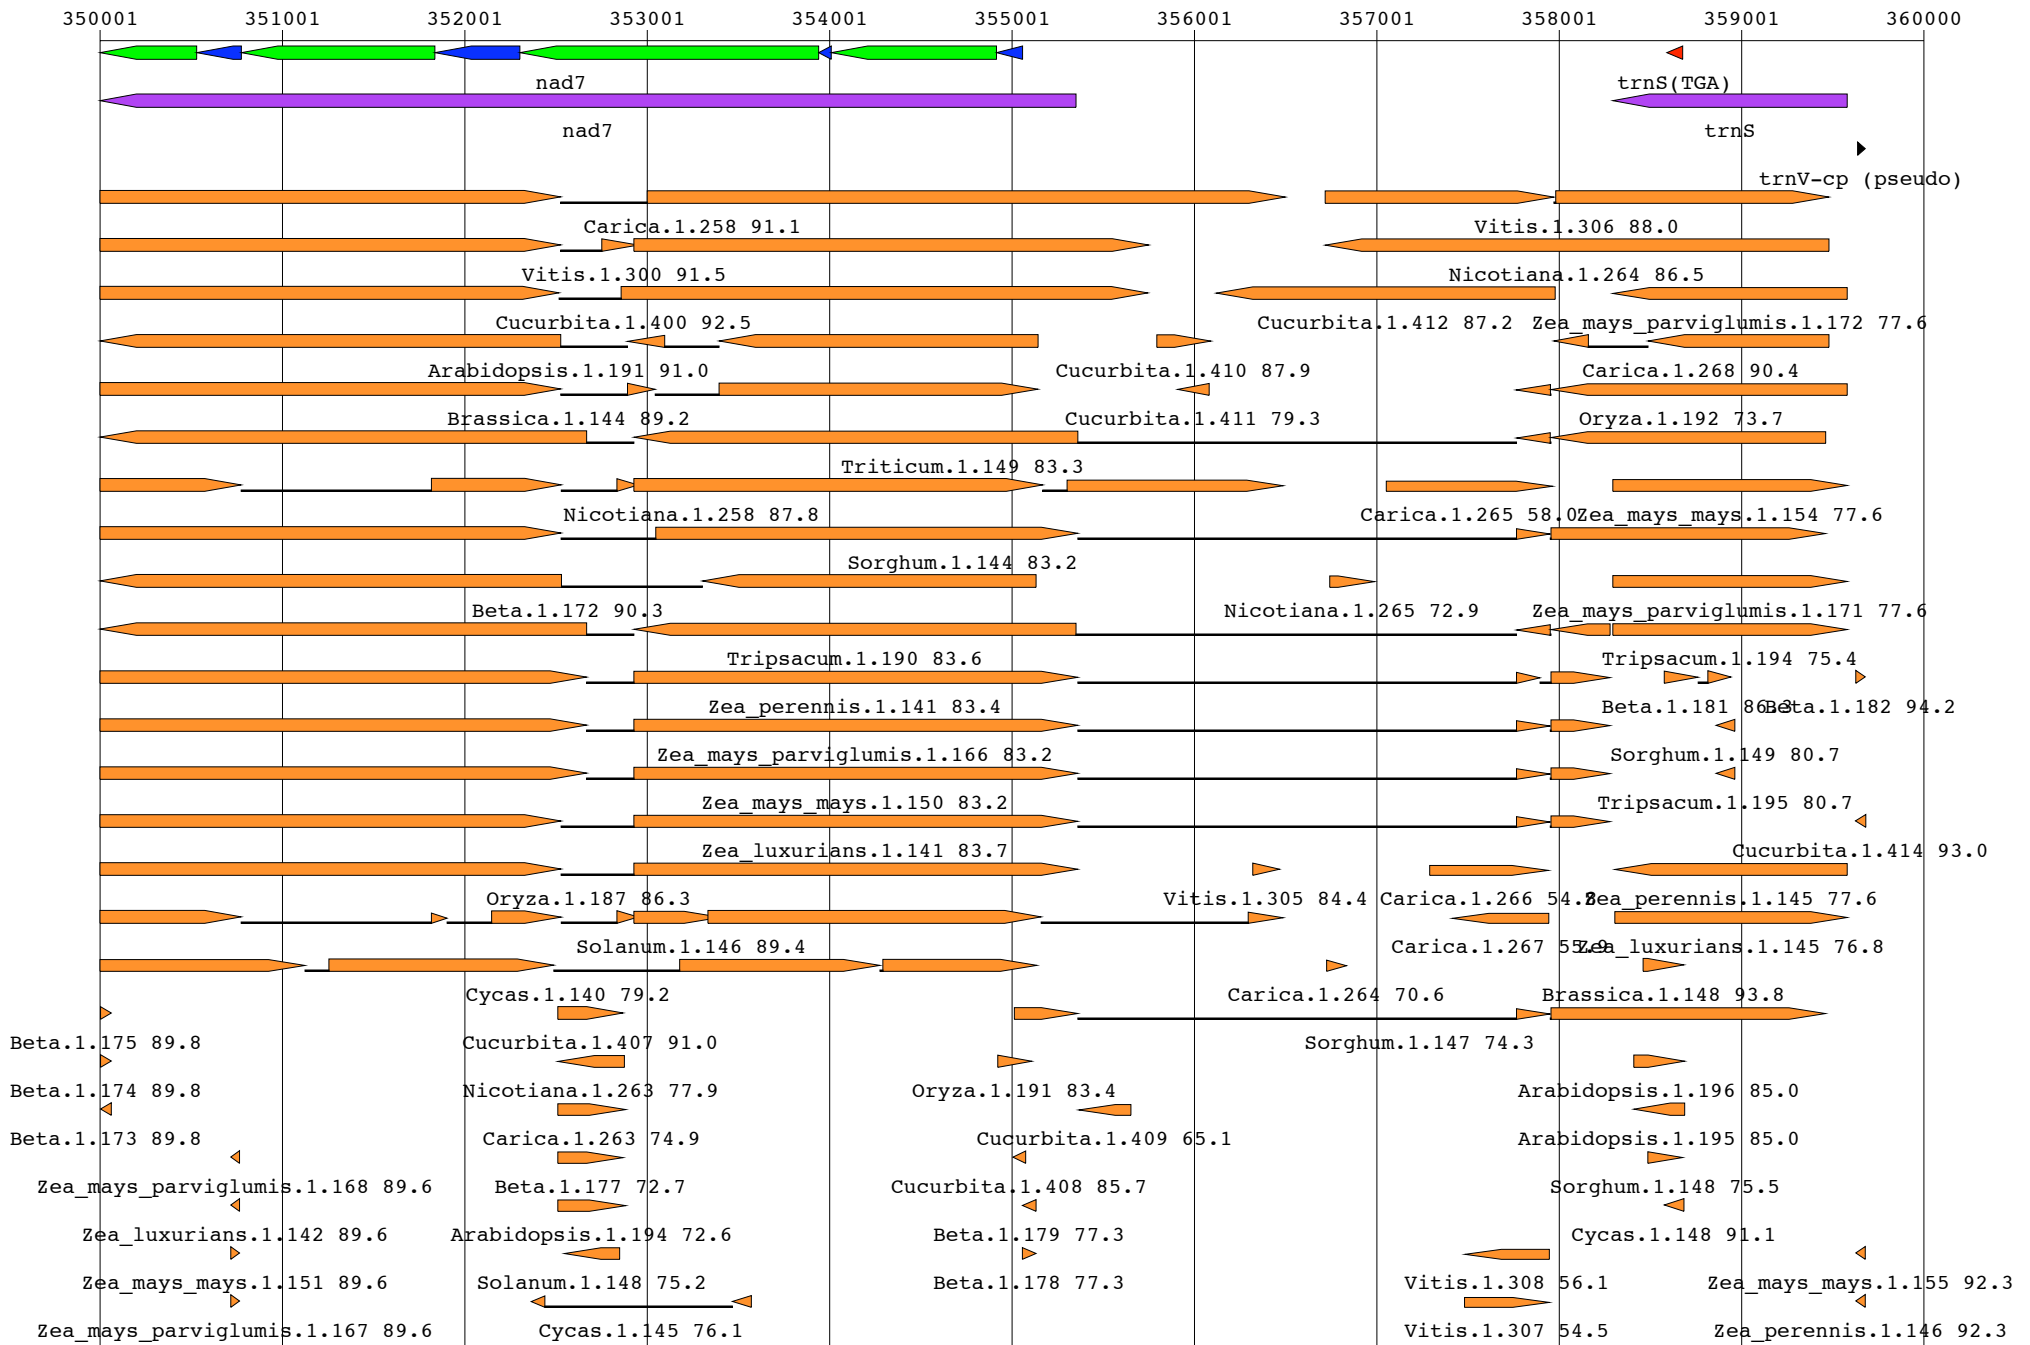 350001 351001 352001 353001 354001 355001 356001 357001 358001 359001 360000
nad7 trnS(TGA)
nad7 trnS
trnV-cp (pseudo)
Carica.1.258 91.1 Vitis.1.306 88.0
Vitis.1.300 91.5 Nicotiana.1.264 86.5
Cucurbita.1.400 92.5 Cucurbita.1.412 87.2 Zea_mays_parviglumis.1.172 77.6
Arabidopsis.1.191 91.0 Cucurbita.1.410 87.9 Carica.1.268 90.4
Brassica.1.144 89.2 Cucurbita.1.411 79.3 Oryza.1.192 73.7
Triticum.1.149 83.3
Nicotiana.1.258 87.8 Carica.1.265 58.0 Zea_mays_mays.1.154 77.6
Sorghum.1.144 83.2
Beta.1.172 90.3 Nicotiana.1.265 72.9 Zea_mays_parviglumis.1.171 77.6
Tripsacum.1.190 83.6 Tripsacum.1.194 75.4
Zea_perennis.1.141 83.4 Beta.1.181 86.3 Beta.1.182 94.2
Zea_mays_parviglumis.1.166 83.2 Sorghum.1.149 80.7
Zea_mays_mays.1.150 83.2 Tripsacum.1.195 80.7
Zea_luxurians.1.141 83.7 Cucurbita.1.414 93.0
Oryza.1.187 86.3 Vitis.1.305 84.4 Carica.1.266 54.8 Zea_perennis.1.145 77.6
Solanum.1.146 89.4 Carica.1.267 55.9 Zea_luxurians.1.145 76.8
Cycas.1.140 79.2 Carica.1.264 70.6 Brassica.1.148 93.8
Beta.1.175 89.8 Cucurbita.1.407 91.0 Sorghum.1.147 74.3
Beta.1.174 89.8 Nicotiana.1.263 77.9 Oryza.1.191 83.4 Arabidopsis.1.196 85.0
Beta.1.173 89.8 Carica.1.263 74.9 Cucurbita.1.409 65.1 Arabidopsis.1.195 85.0
Zea_mays_parviglumis.1.168 89.6 Beta.1.177 72.7 Cucurbita.1.408 85.7 Sorghum.1.148 75.5
Zea_luxurians.1.142 89.6 Arabidopsis.1.194 72.6 Beta.1.179 77.3 Cycas.1.148 91.1
Zea_mays_mays.1.151 89.6 Solanum.1.148 75.2 Beta.1.178 77.3 Vitis.1.308 56.1 Zea_mays_mays.1.155 92.3
Zea_mays_parviglumis.1.167 89.6 Cycas.1.145 76.1 Vitis.1.307 54.5 Zea_perennis.1.146 92.3